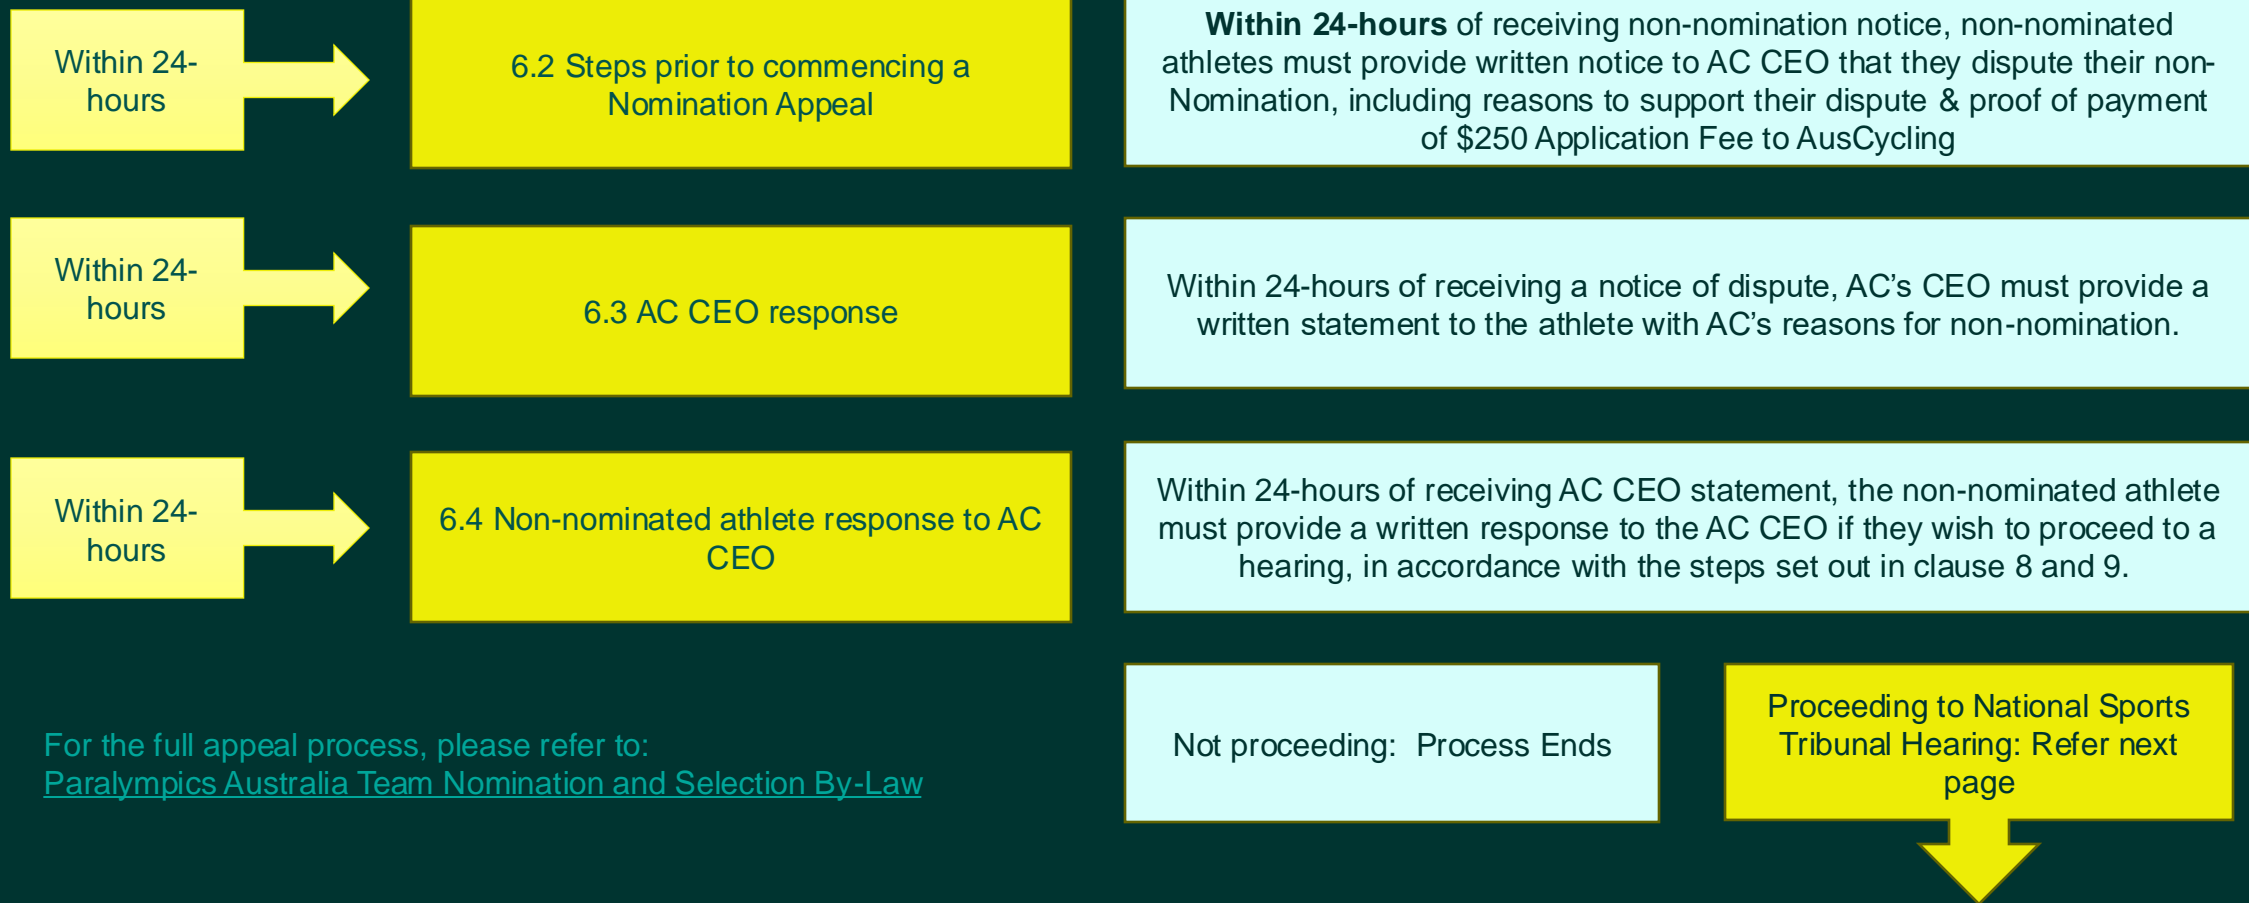 Within 24-
hours
6.2 Steps prior to commencing a
Nomination Appeal
Within 24-hours of receiving non-nomination notice, non-nominated
athletes must provide written notice to AC CEO that they dispute their non-
Nomination, including reasons to support their dispute & proof of payment
of $250 Application Fee to AusCycling
Within 24-
hours
6.3 AC CEO response
Within 24-hours of receiving a notice of dispute, AC's CEO must provide a
written statement to the athlete with AC's reasons for non-nomination.
Within 24-
hours
6.4 Non-nominated athlete response to AC
CEO
Within 24-hours of receiving AC CEO statement, the non-nominated athlete
must provide a written response to the AC CEO if they wish to proceed to a
hearing, in accordance with the steps set out in clause 8 and 9.
For the full appeal process, please refer to:
Paralympics Australia Team Nomination and Selection By-Law
Not proceeding: Process Ends
Proceeding to National Sports
Tribunal Hearing: Refer next
page